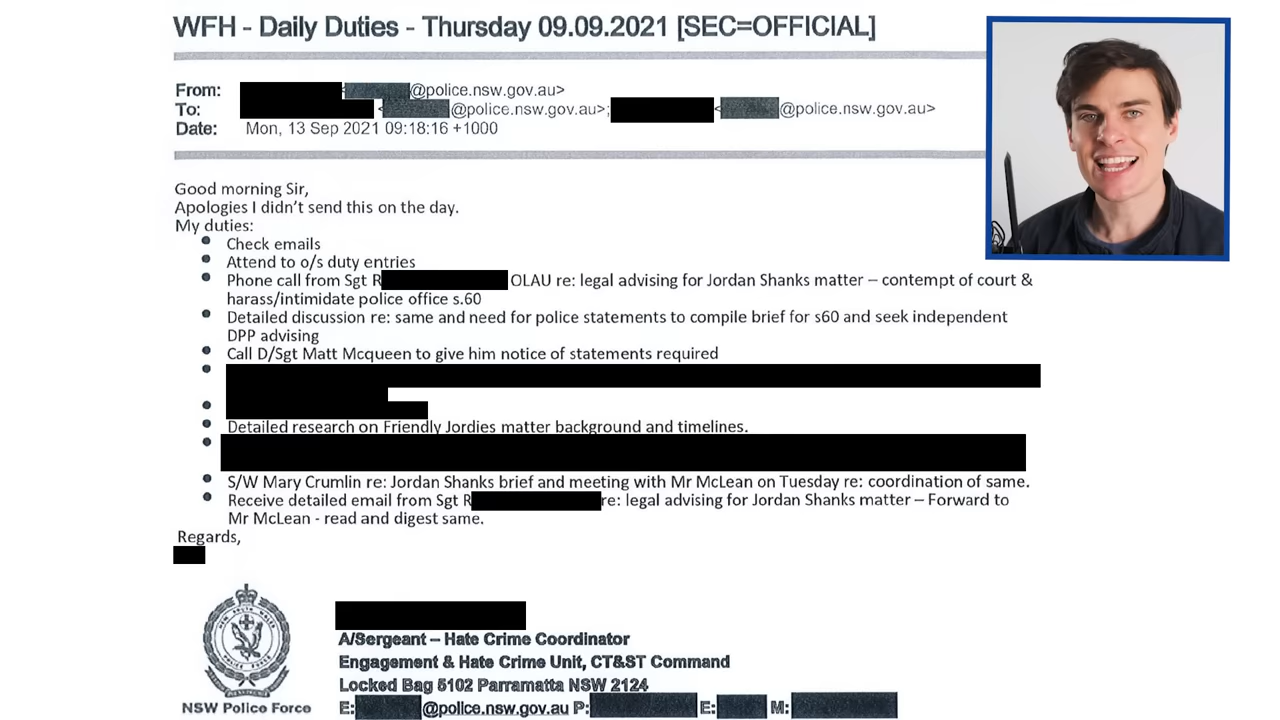 WFH - Daily Duties - Thursday 09.09.2021 [SEC=OFFICIAL]
From: @police.nsw.gov.au>
To: < @police.nsw.gov.au>; < @police.nsw.gov.au>
Date: Mon, 13 Sep 2021 09:18:16 +1000
Good morning Sir,
Apologies I didn't send this on the day.
My duties:
• Check emails
• Attend to o/s duty entries
• Phone call from Sgt R OLAU re: legal advising for Jordan Shanks matter – contempt of court &
harass/intimidate police office s.60
• Detailed discussion re: same and need for police statements to compile brief for s60 and seek independent
DPP advising
• Call D/Sgt Matt Mcqueen to give him notice of statements required
• Detailed research on Friendly Jordies matter background and timelines.
• S/W Mary Crumlin re: Jordan Shanks brief and meeting with Mr McLean on Tuesday re: coordination of same.
• Receive detailed email from Sgt R re: legal advising for Jordan Shanks matter – Forward to
Mr McLean - read and digest same.
Regards,
A/Sergeant – Hate Crime Coordinator
Engagement & Hate Crime Unit, CT&ST Command
Locked Bag 5102 Parramatta NSW 2124
E: @police.nsw.gov.au P: E: M:
NSW Police Force